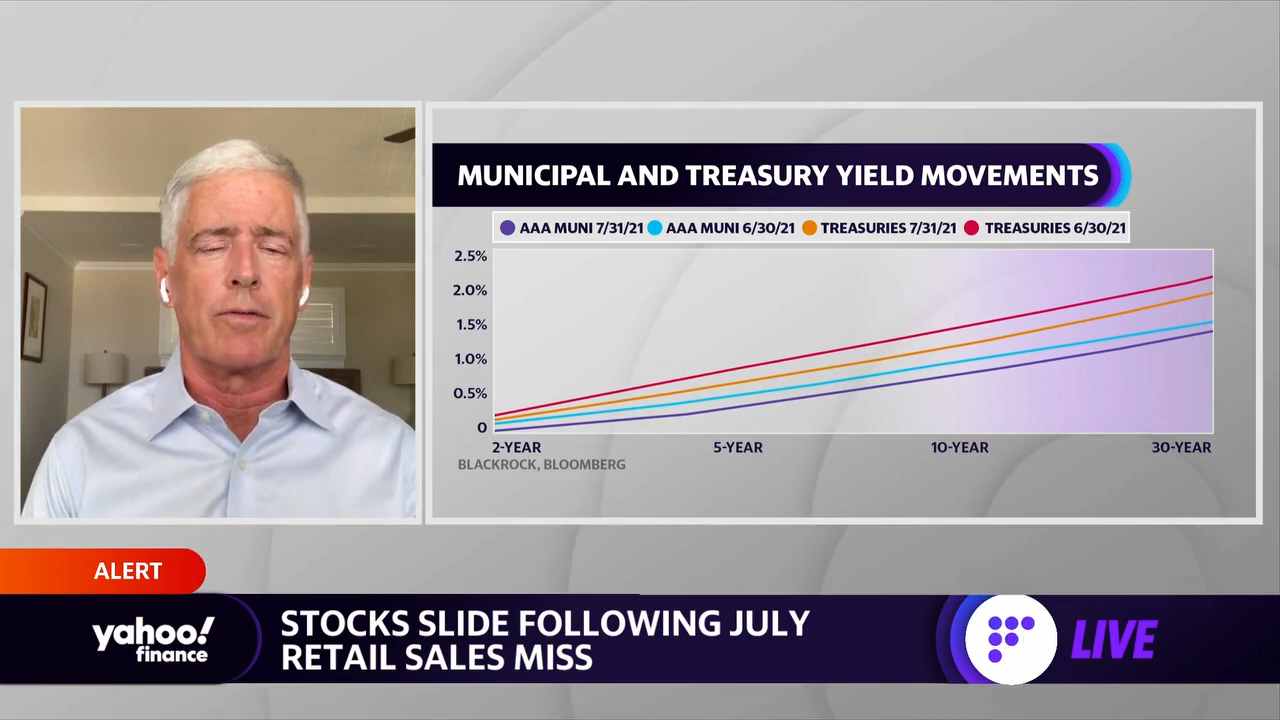 MUNICIPAL AND TREASURY YIELD MOVEMENTS
AAA MUNI 7/31/21 AAA MUNI 6/30/21 TREASURIES 7/31/21 TREASURIES 6/30/21
2.5%
2.0%
1.5%
1.0%
0.5%
0
2-YEAR 5-YEAR 10-YEAR 30-YEAR
BLACKROCK, BLOOMBERG
ALERT
yahoo!
finance
STOCKS SLIDE FOLLOWING JULY
RETAIL SALES MISS
LIVE